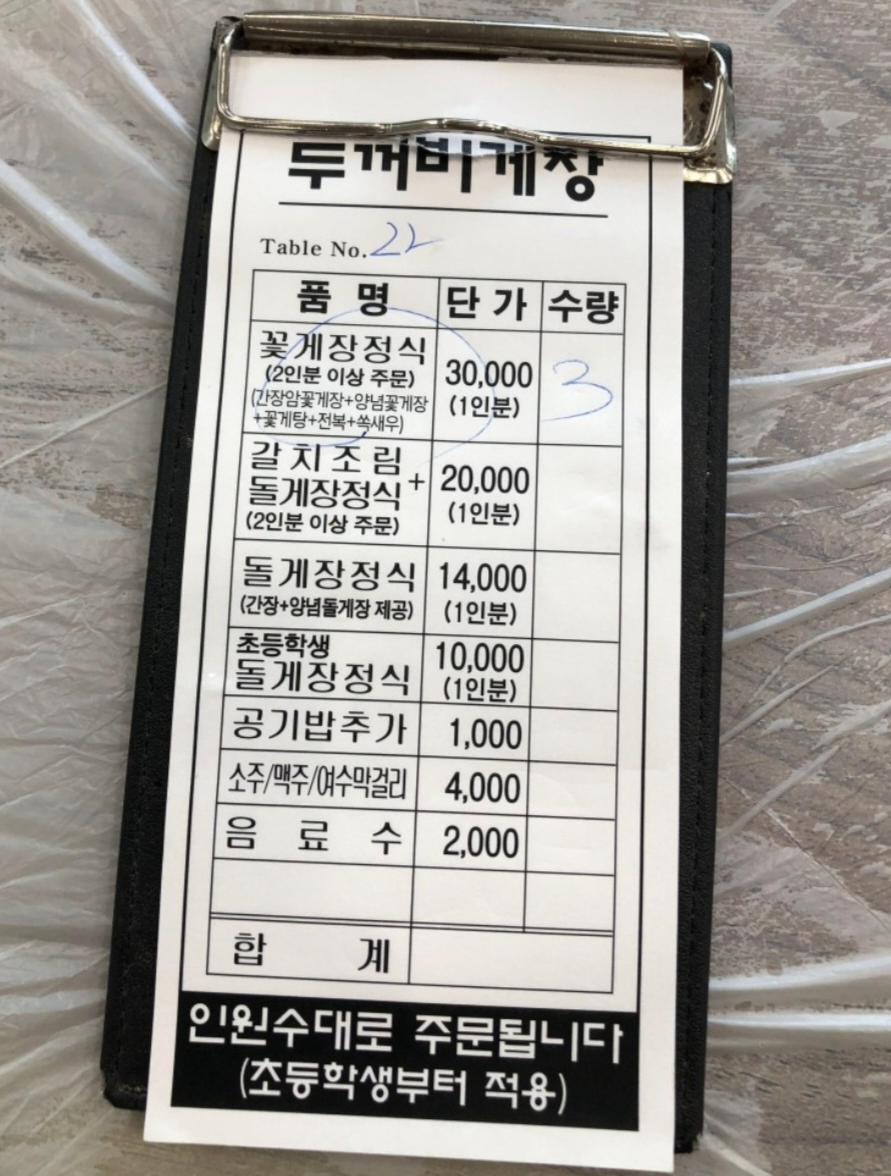 두꺼비게장
Table No. 22
품 명 단 가 수량
꽃게장정식
(2인분 이상 주문)
(간장암꽃게장+양념꽃게장
+꽃게탕+전복+쏙새우)
30,000
(1인분)
3
갈치조림
돌게장정식 +
(2인분 이상 주문)
20,000
(1인분)
돌게장정식
(간장+양념돌게장 제공)
14,000
(1인분)
초등학생
돌게장정식
10,000
(1인분)
공기밥추가 1,000
소주/맥주/여수막걸리 4,000
음 료 수 2,000
합 계
인원수대로 주문됩니다
(초등학생부터 적용)